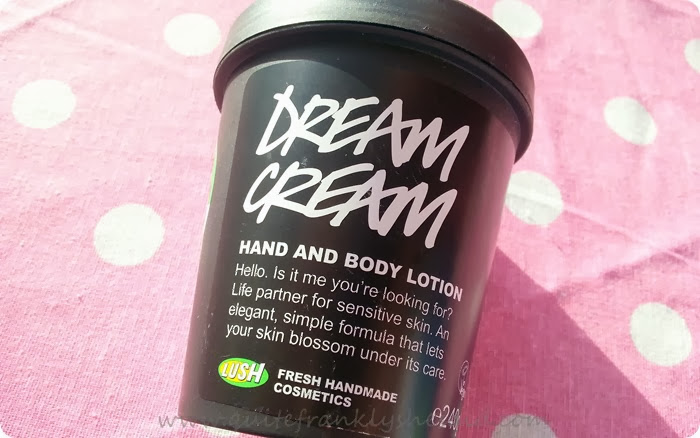 DREAM
CREAM
HAND AND BODY LOTION
Hello. Is it me you're looking for?
Life partner for sensitive skin. An
elegant, simple formula that lets
your skin blossom under its care.
LUSH
FRESH HANDMADE
COSMETICS
℮240